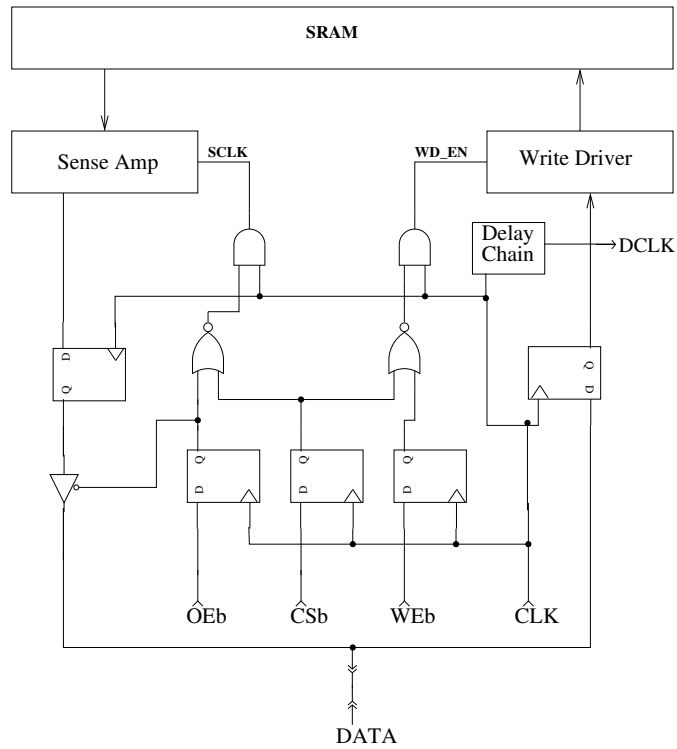 SRAM
Sense Amp
SCLK
WD_EN
Write Driver
Delay
Chain
DCLK
D
Q
Q
D
Q
Q
Q
D
D
D
OEb
CSb
WEb
CLK
DATA